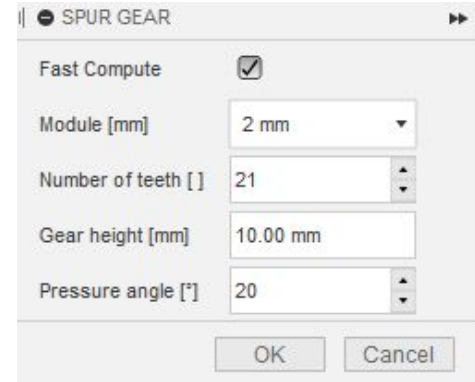 SPUR GEAR
Fast Compute
Module [mm] 2 mm
Number of teeth [ ] 21
Gear height [mm] 10.00 mm
Pressure angle [°] 20
OK Cancel